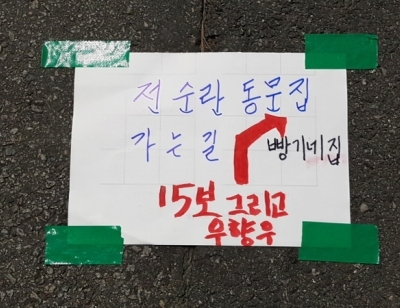 전 순란 동문집
가는길
빵기네집
15보 그리고
우향우